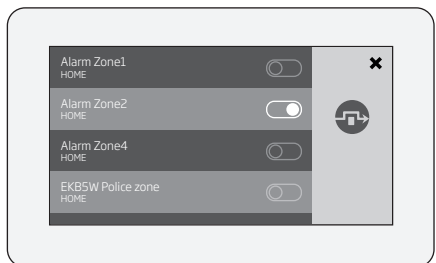 Alarm Zone1
HOME
Alarm Zone2
HOME
Alarm Zone4
HOME
EKB5W Police zone
HOME